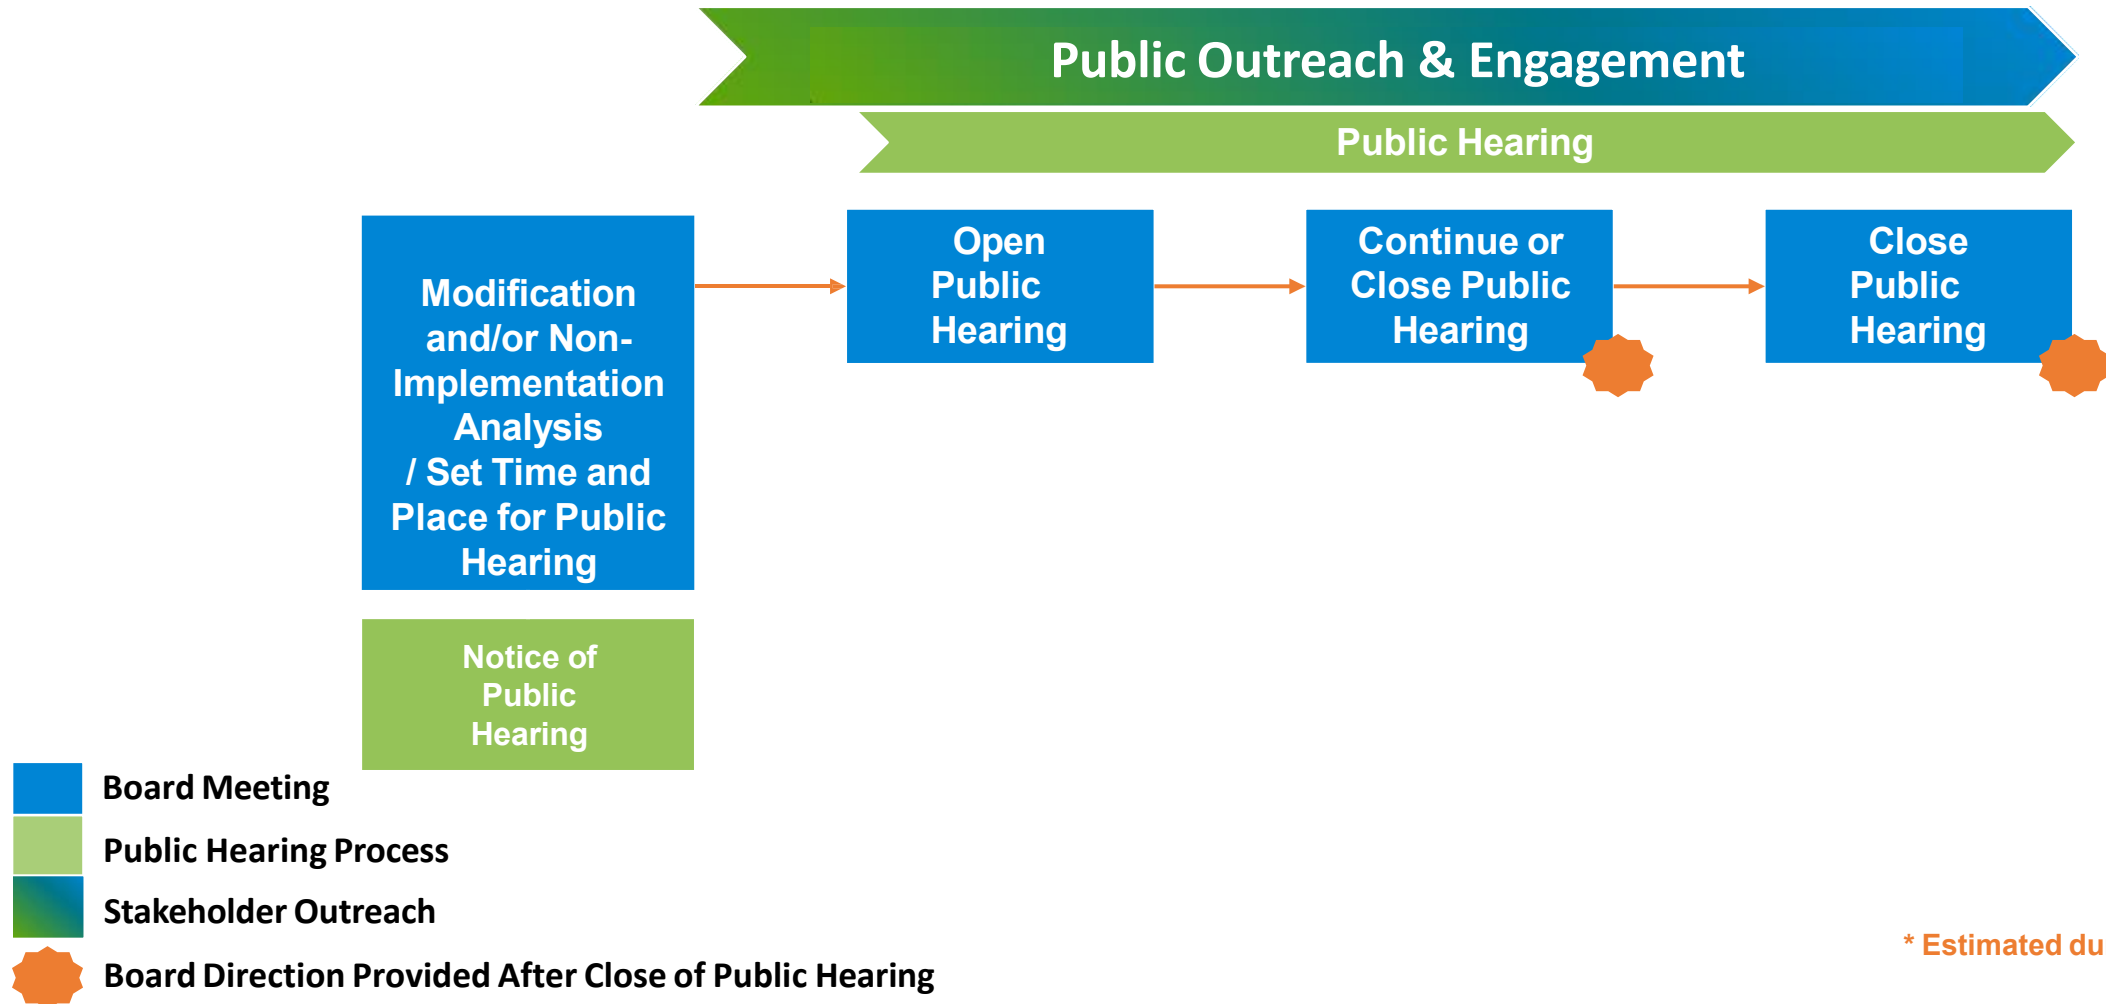 Public Outreach & Engagement
Public Hearing
Modification
and/or Non-
Implementation
Analysis
/ Set Time and
Place for Public
Hearing
Open
Public
Hearing
Continue or
Close Public
Hearing
Close
Public
Hearing
Notice of
Public
Hearing
Board Meeting
Public Hearing Process
Stakeholder Outreach
Board Direction Provided After Close of Public Hearing
* Estimated du